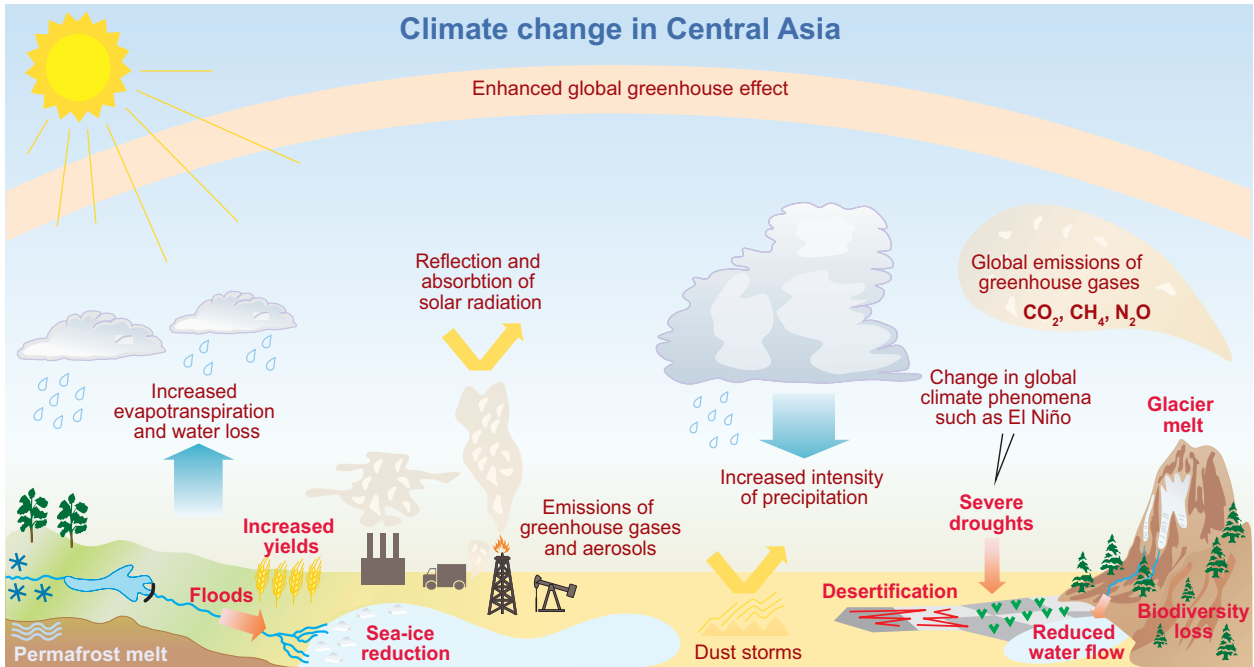 Climate change in Central Asia
Enhanced global greenhouse effect
Reflection and
absorbtion of
solar radiation
Global emissions of
greenhouse gases
CO₂, CH₄, N₂O
Increased
evapotranspiration
and water loss
Change in global
climate phenomena
such as El Niño
Glacier
melt
Increased intensity
of precipitation
Severe
droughts
Increased
yields
Emissions of
greenhouse gases
and aerosols
Floods
Desertification
Biodiversity
loss
Permafrost melt
Sea-ice
reduction
Dust storms
Reduced
water flow